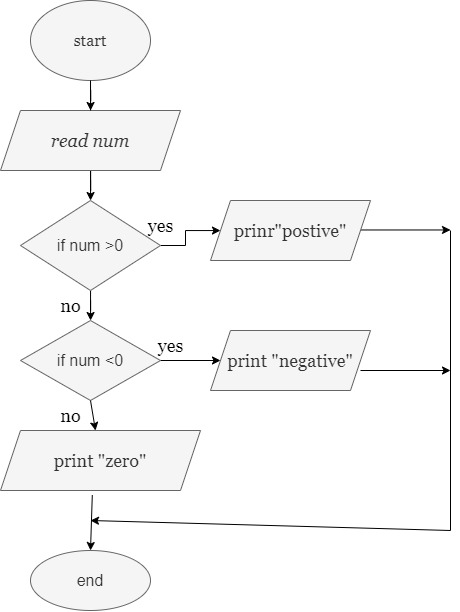 start
read num
if num >0
yes
prinr"postive"
no
if num <0
yes
print "negative"
no
print "zero"
end